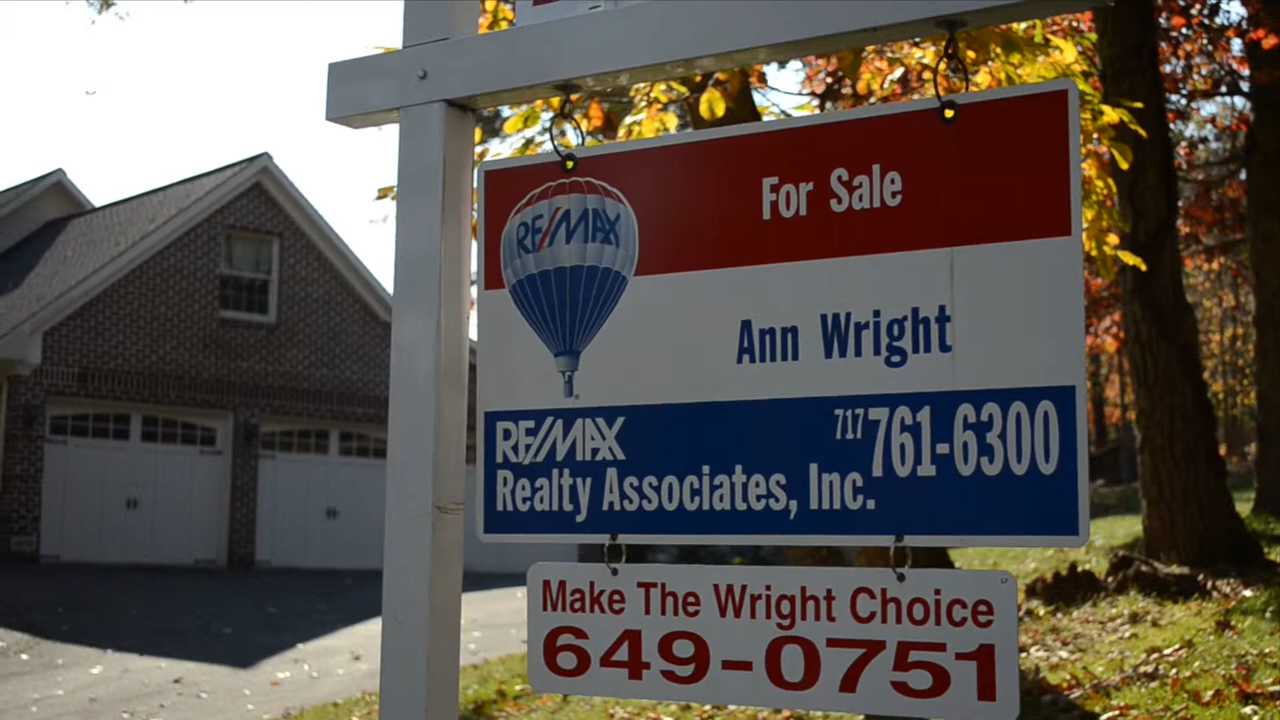 For Sale
RE/MAX
Ann Wright
RE/MAX
717 761-6300
Realty Associates, Inc.
Make The Wright Choice
649-0751